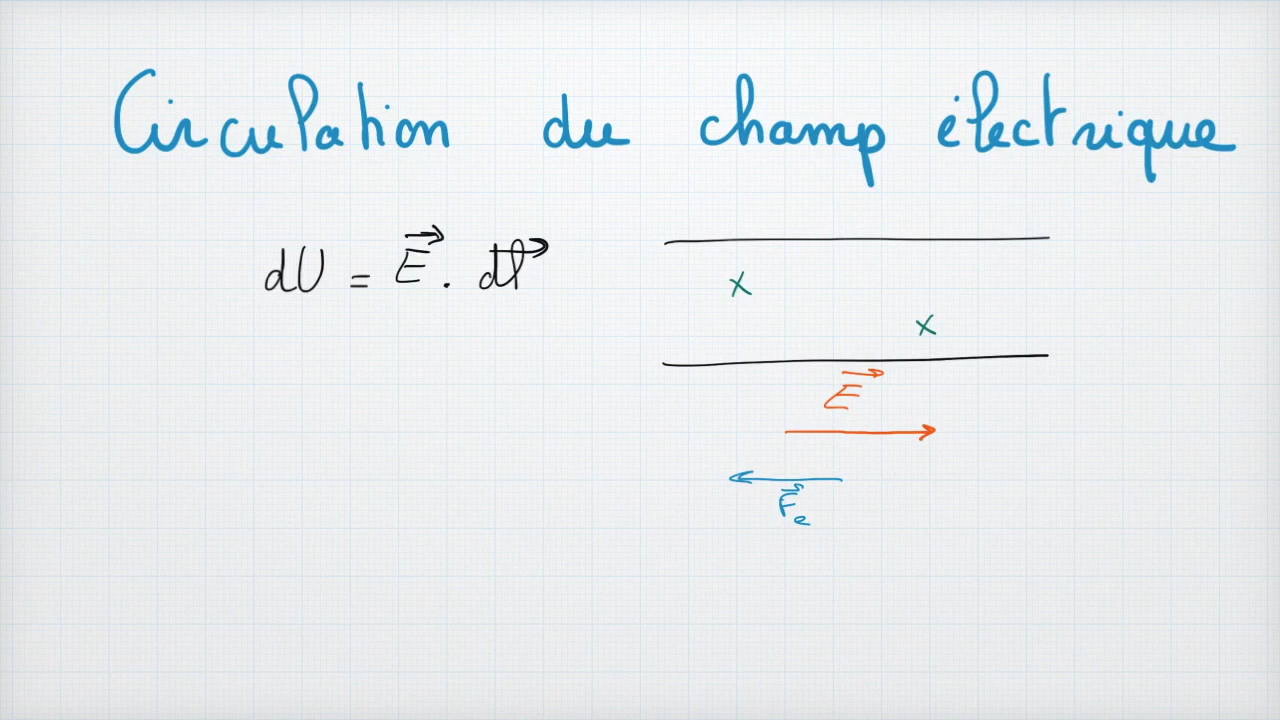 Circulation du champ électrique
dU = E⃗ . dl⃗
x
x
E⃗
F⃗e